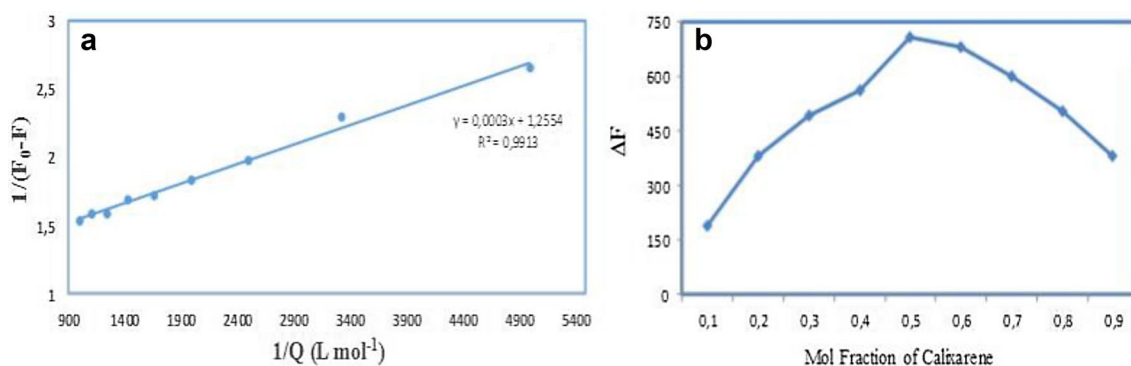 a
3
2,5
2
1,5
1
1/(F₀-F)
y = 0,0003x + 1,2554
R² = 0,9913
900 1400 1900 2400 2900 3400 3900 4400 4900 5400
1/Q (L mol⁻¹)
b
750
600
450
300
150
0
ΔF
0,1 0,2 0,3 0,4 0,5 0,6 0,7 0,8 0,9
Mol Fraction of Calixarene